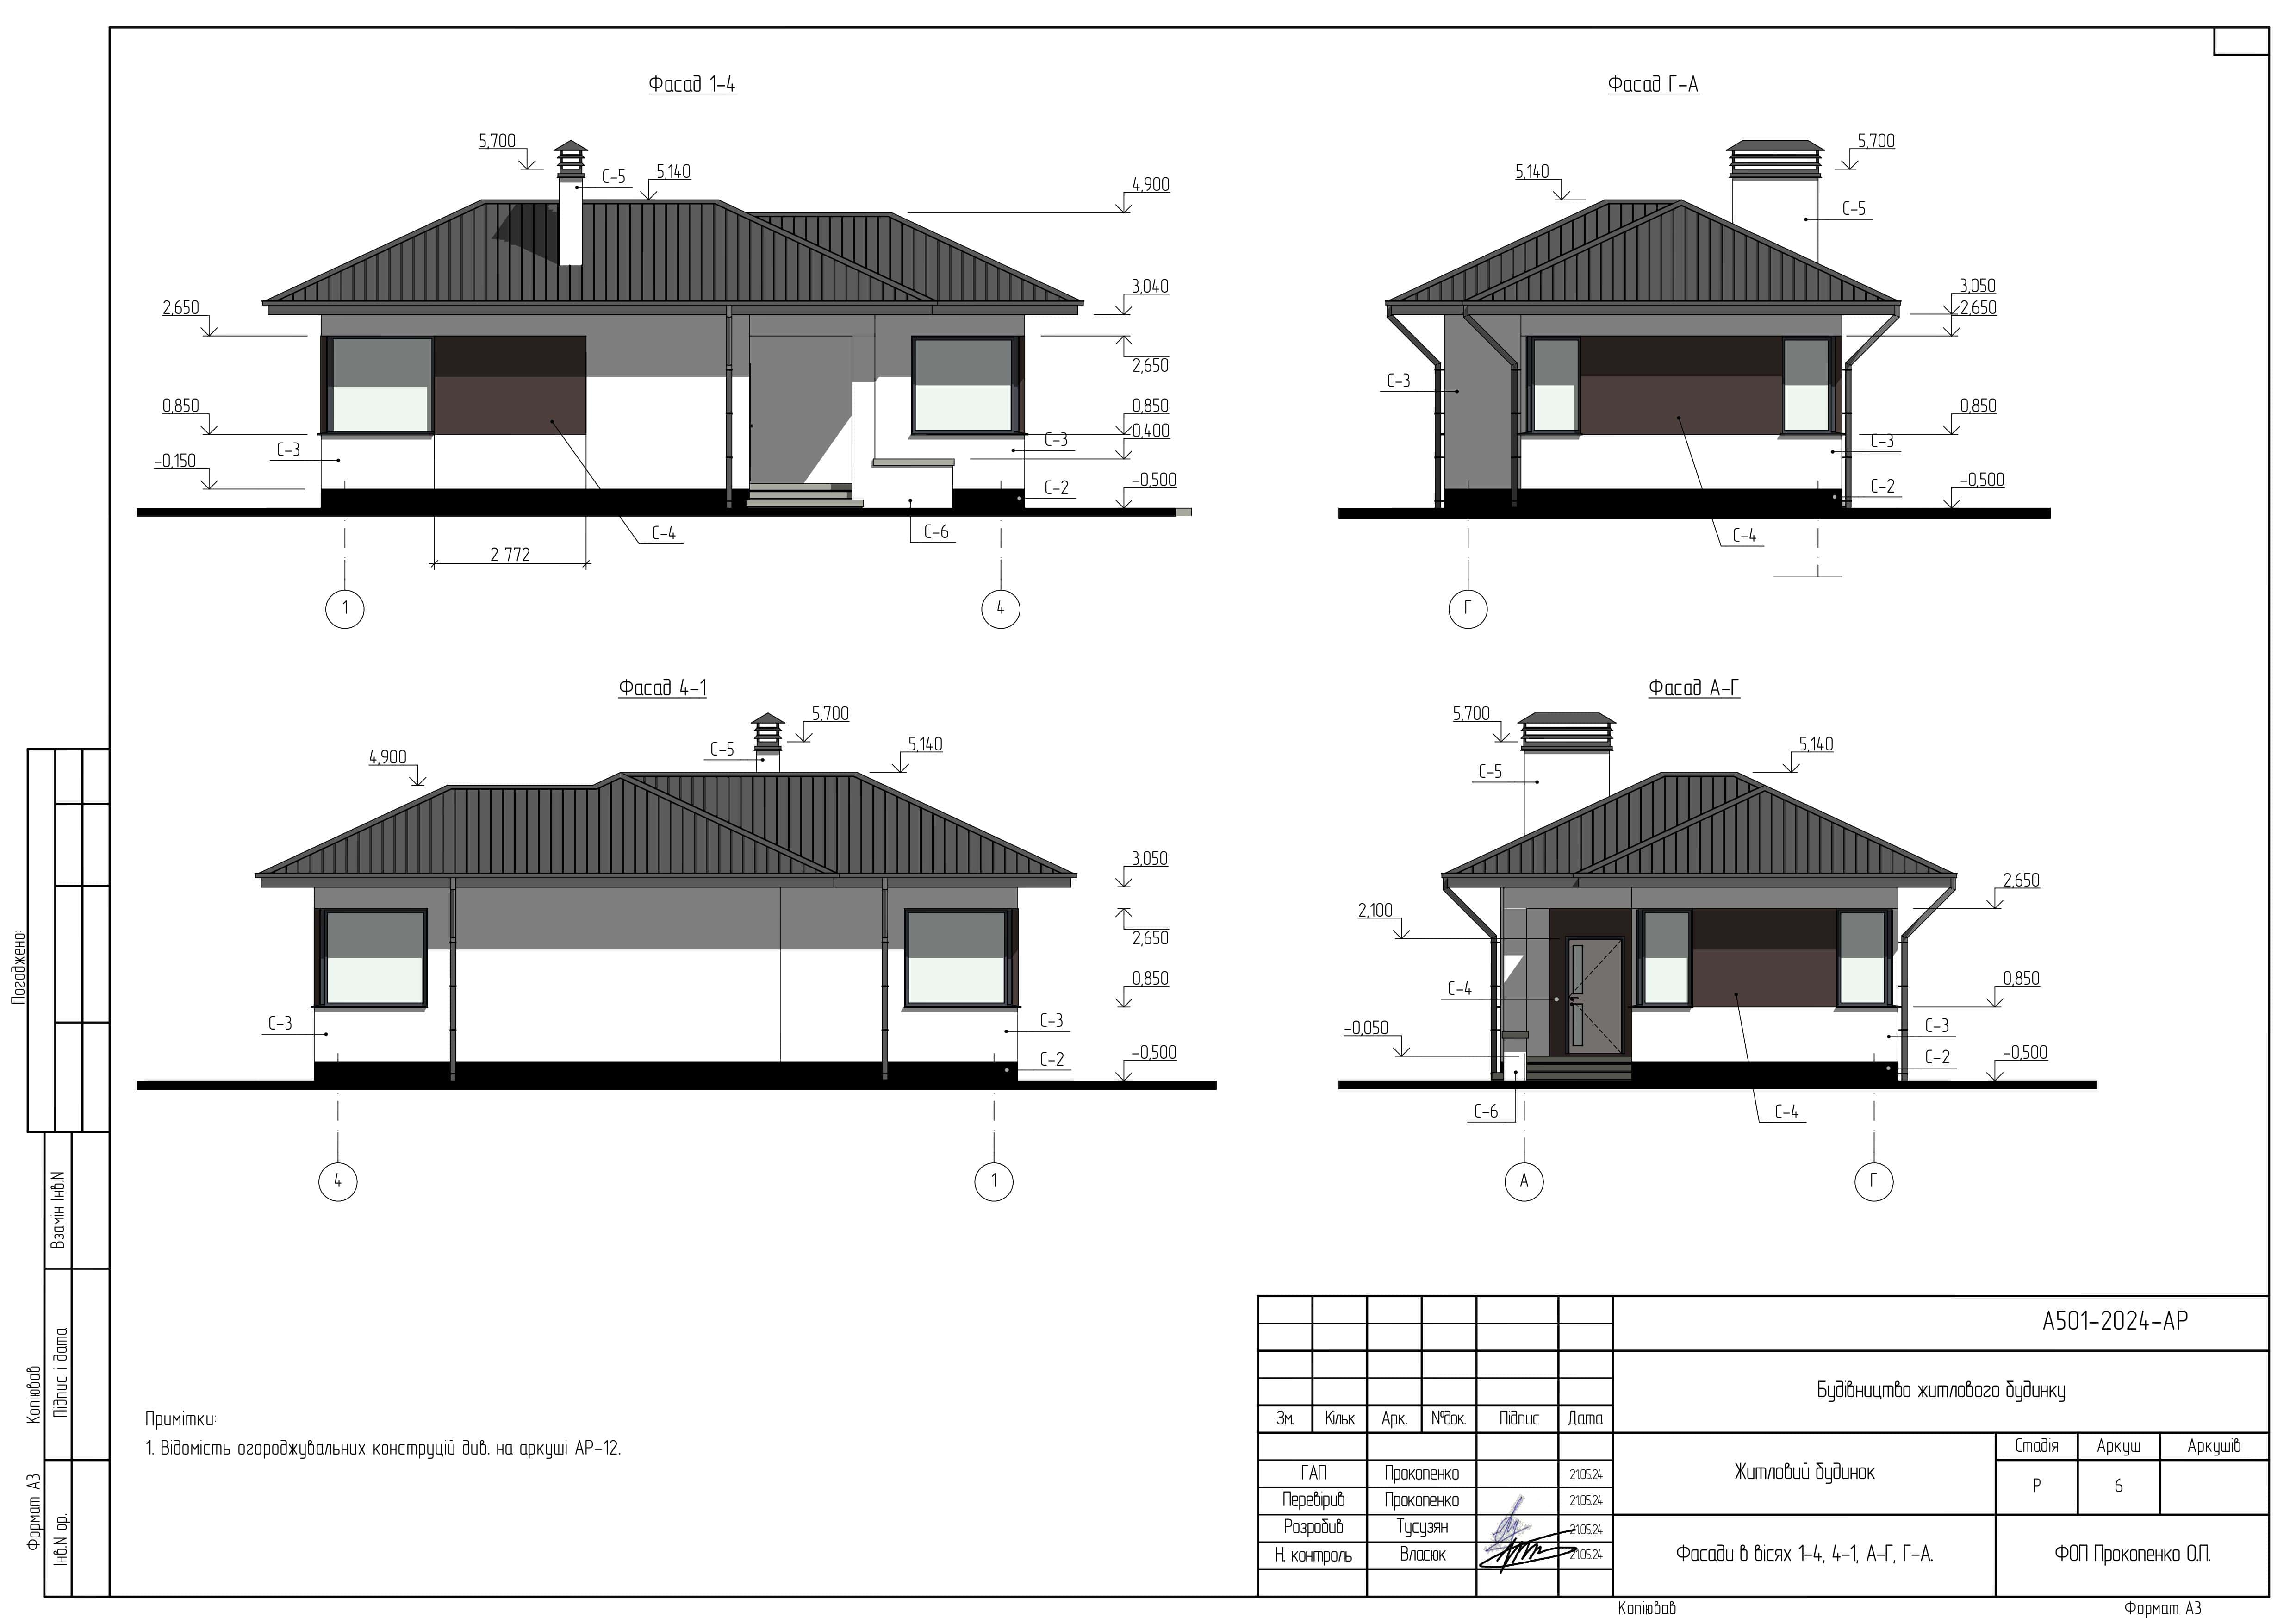 Фасад 1-4
5,700
С-5
5,140
4,900
3,040
2,650
2,650
0,850
0,850
0,400
С-3
С-3
-0,150
-0,500
С-2
С-4
С-6
2 772
1
4
Фасад Г-А
5,700
5,140
С-5
3,050
2,650
С-3
0,850
С-3
С-2
-0,500
С-4
Г
Фасад 4-1
5,700
5,140
С-5
4,900
3,050
2,650
0,850
С-3
С-3
С-2
-0,500
4
1
Фасад А-Г
5,700
5,140
С-5
2,650
2,100
0,850
С-4
-0,050
С-3
С-2
-0,500
С-6
С-4
А
Г
Погоджено:
Взамін Інв.N
Підпис і дата
Інв.N ор.
Копіював
Формат А3
Примітки:
1. Відомість огороджувальних конструцій див. на аркуші АР-12.
А501-2024-АР
Будівництво житлового будинку
Зм. Кільк Арк. №док. Підпис Дата
Житловий будинок
Стадія Аркуш Аркушів
Р 6
ГАП Прокопенко 21.05.24
Перевірив Прокопенко 21.05.24
Розробив Тусузян 21.05.24
Н. контроль Власюк 21.05.24
Фасади в вісях 1-4, 4-1, А-Г, Г-А.
ФОП Прокопенко О.П.
Копіював
Формат А3